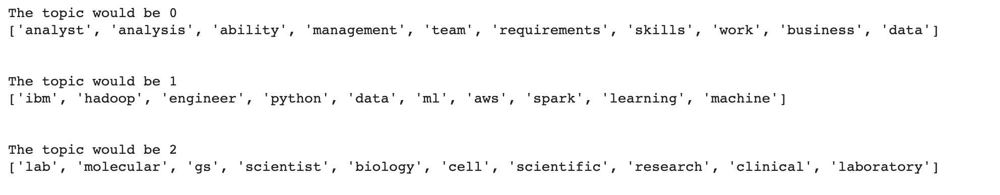 The topic would be 0
['analyst', 'analysis', 'ability', 'management', 'team', 'requirements', 'skills', 'work', 'business', 'data']
The topic would be 1
['ibm', 'hadoop', 'engineer', 'python', 'data', 'ml', 'aws', 'spark', 'learning', 'machine']
The topic would be 2
['lab', 'molecular', 'gs', 'scientist', 'biology', 'cell', 'scientific', 'research', 'clinical', 'laboratory']